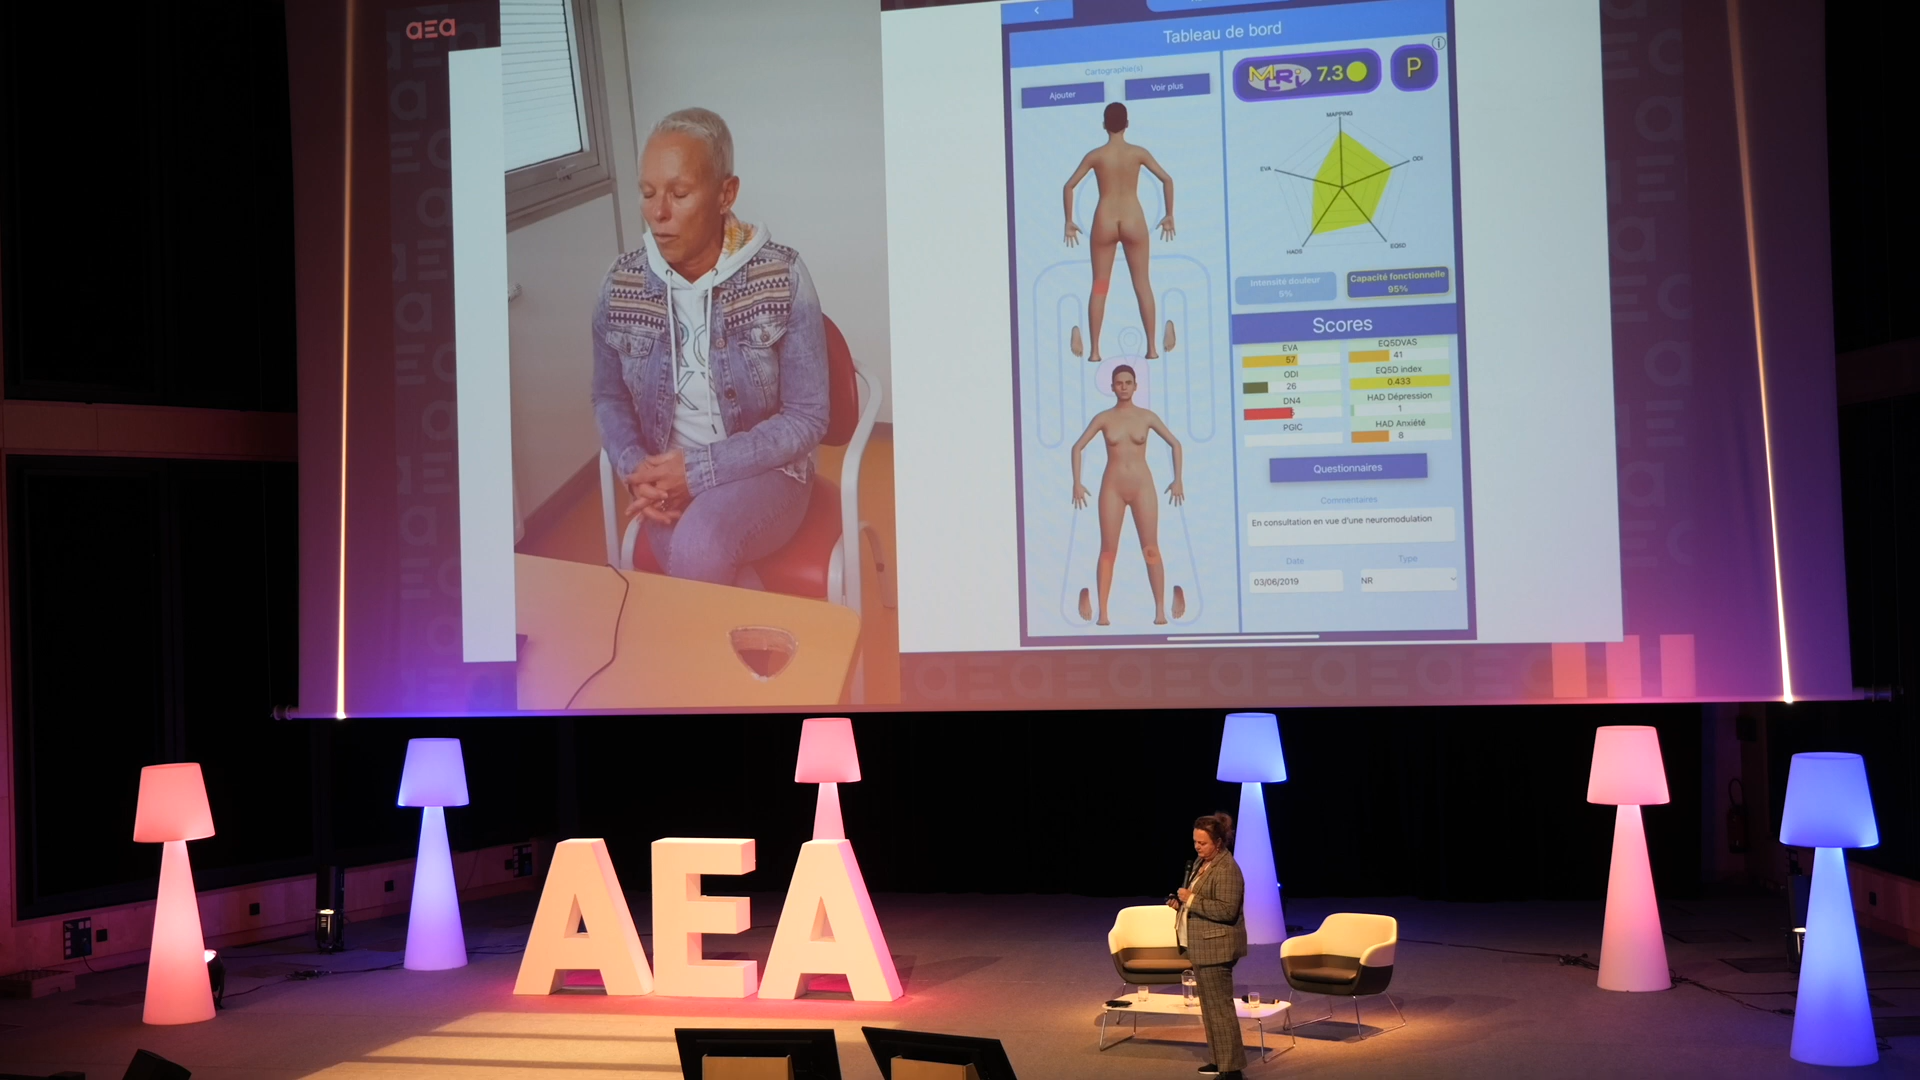 aea
Tableau de bord
Cartographie(s)
Ajouter
Voir plus
7.3
P
MAPPING
ODI
EQ5D
HADS
EVA
Intensité douleur
5%
Capacité fonctionnelle
95%
Scores
EVA
57
ODI
26
DN4
PGIC
EQ5DVAS
41
EQ5D index
0.433
HAD Dépression
1
HAD Anxiété
8
Questionnaires
Commentaires
En consultation en vue d'une neuromodulation
Date
Type
03/06/2019
NR
AEA